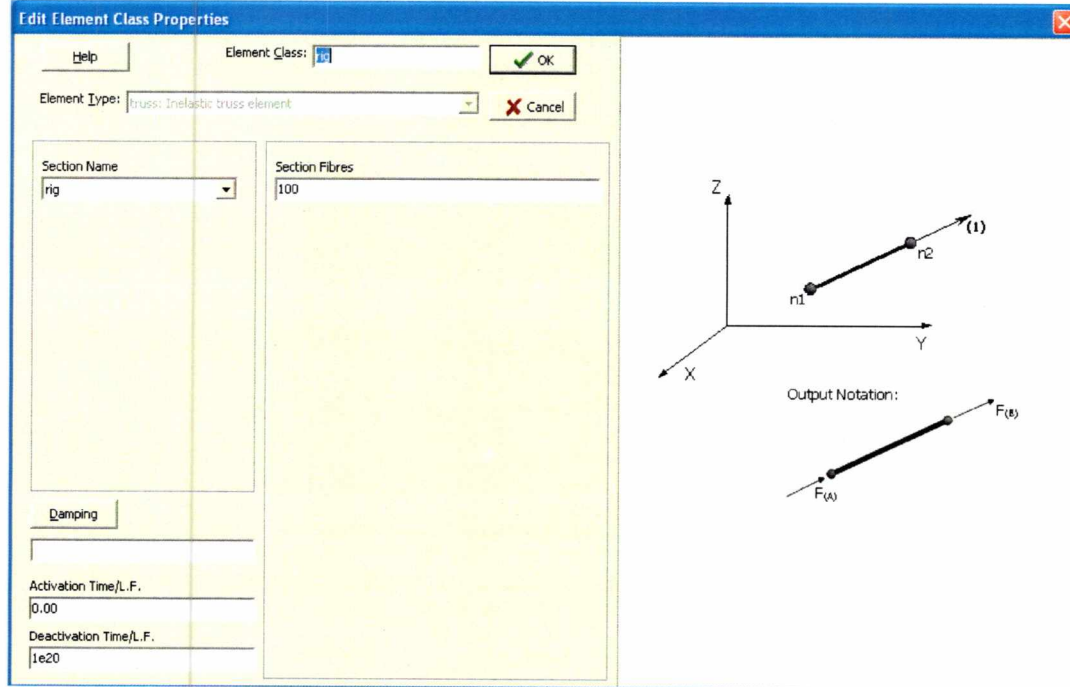 Edit Element Class Properties
Help
Element Class: rig
OK
Element Type: truss: Inelastic truss element
Cancel
Section Name
rig
Section Fibres
100
Damping
Activation Time/L.F.
0.00
Deactivation Time/L.F.
1e20
Z
(1)
n2
n1
Y
X
Output Notation:
F(B)
F(A)